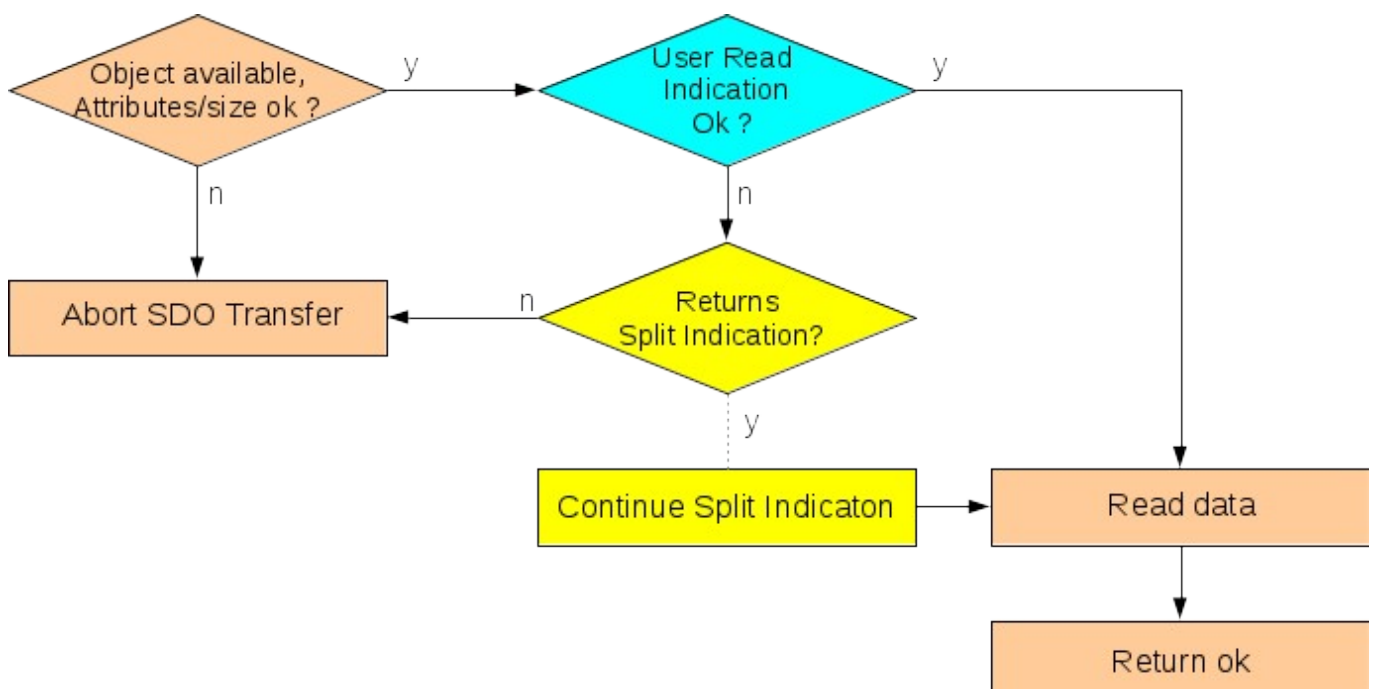 Object available,
Attributes/size ok ?
y
User Read
Indication
Ok ?
y
n
n
Abort SDO Transfer
n
Returns
Split Indication?
y
Continue Split Indicaton
Read data
Return ok